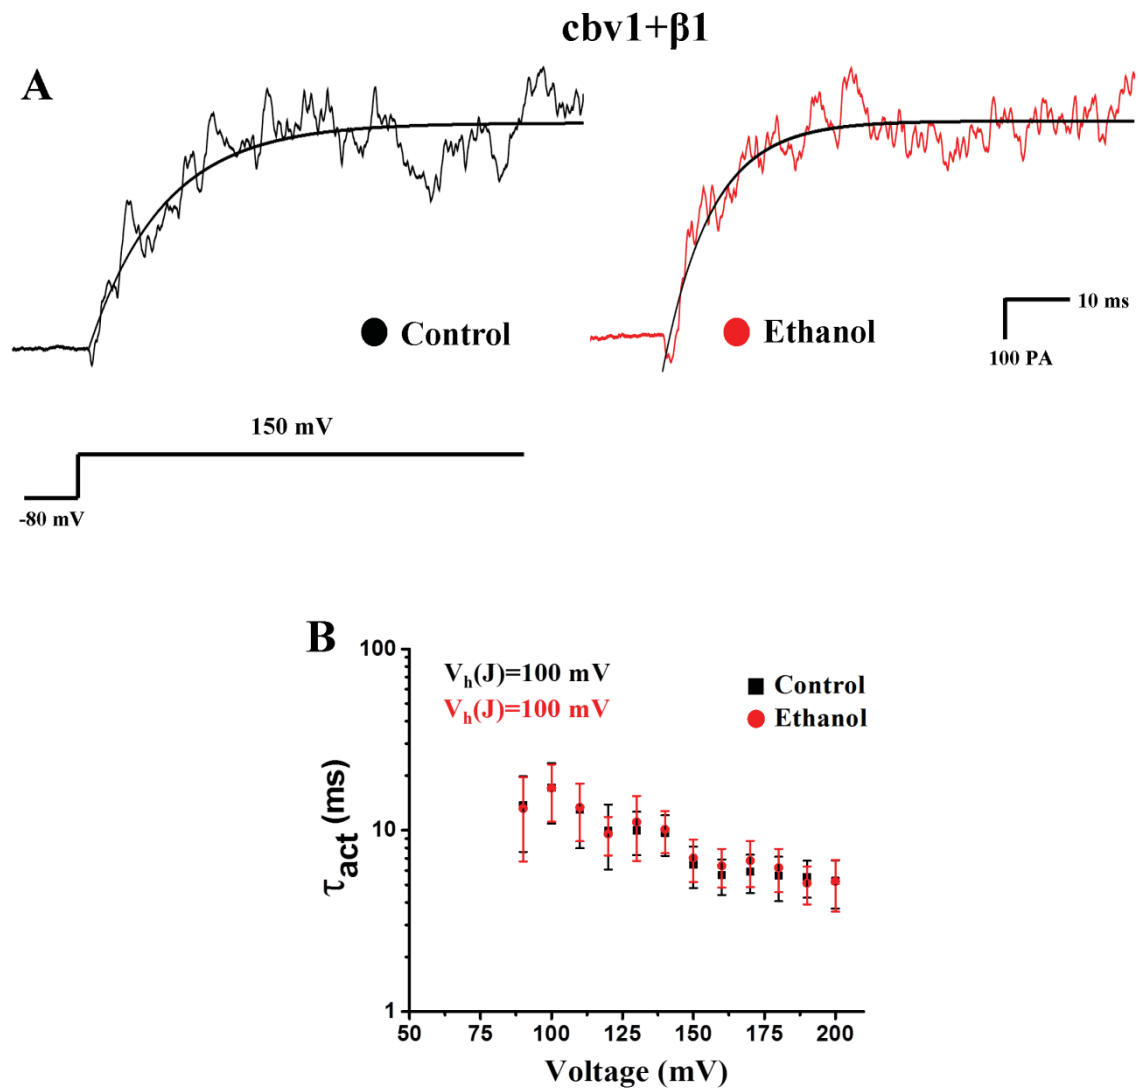 cbv1+β1
A
Control
Ethanol
10 ms
100 PA
150 mV
-80 mV
B
Vh(J)=100 mV
Vh(J)=100 mV
Control
Ethanol
τact (ms)
100
10
1
50 75 100 125 150 175 200
Voltage (mV)